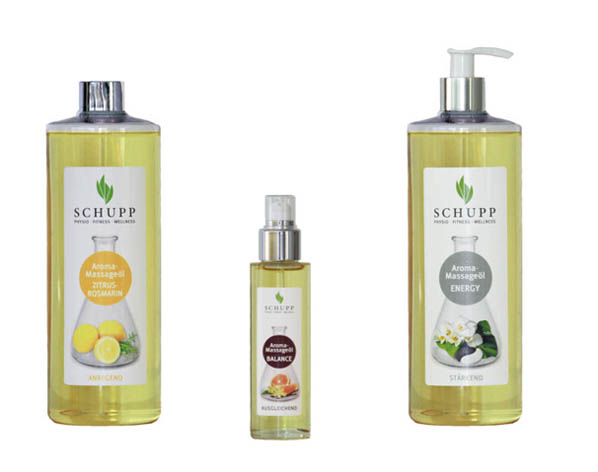 SCHUPP
PHYSIO · FITNESS · WELLNESS
Aroma-
Massageöl
ZITRUS-
ROSMARIN
ANREGEND
SCHUPP
Aroma-
Massageöl
BALANCE
AUSGLEICHEND
SCHUPP
PHYSIO · FITNESS · WELLNESS
Aroma-
Massageöl
ENERGY
STÄRKEND